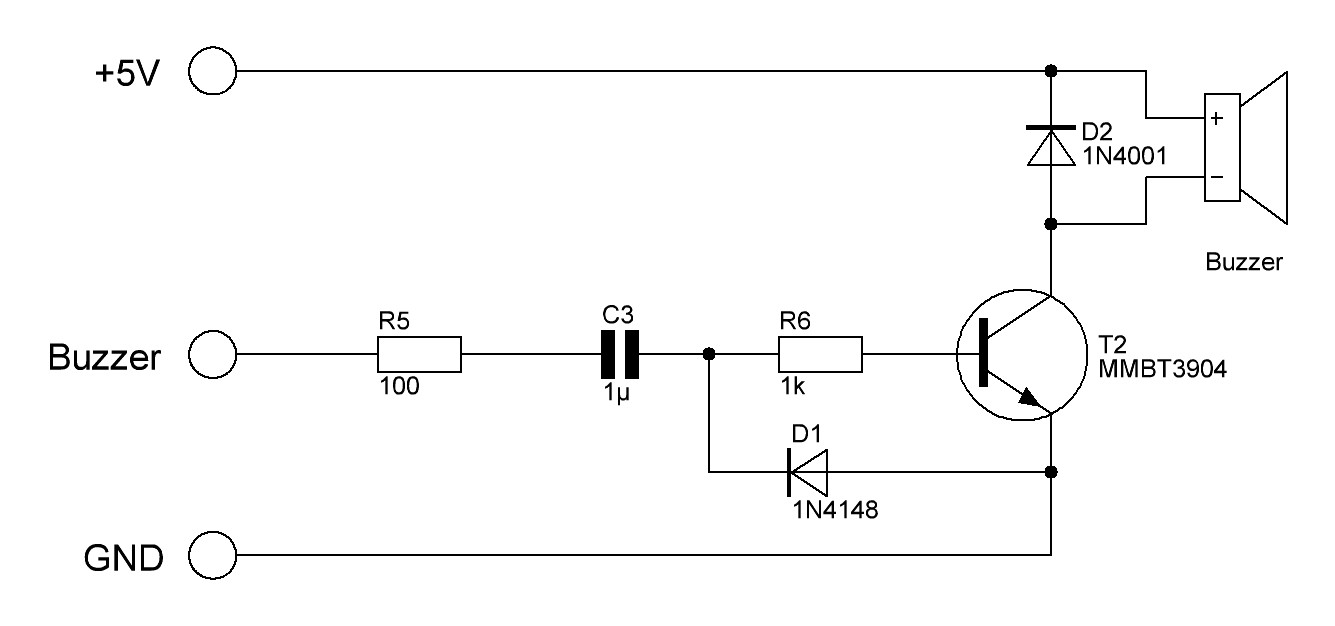 +5V
D2
1N4001
+
−
Buzzer
R5
100
C3
1µ
R6
1k
T2
MMBT3904
Buzzer
D1
1N4148
GND